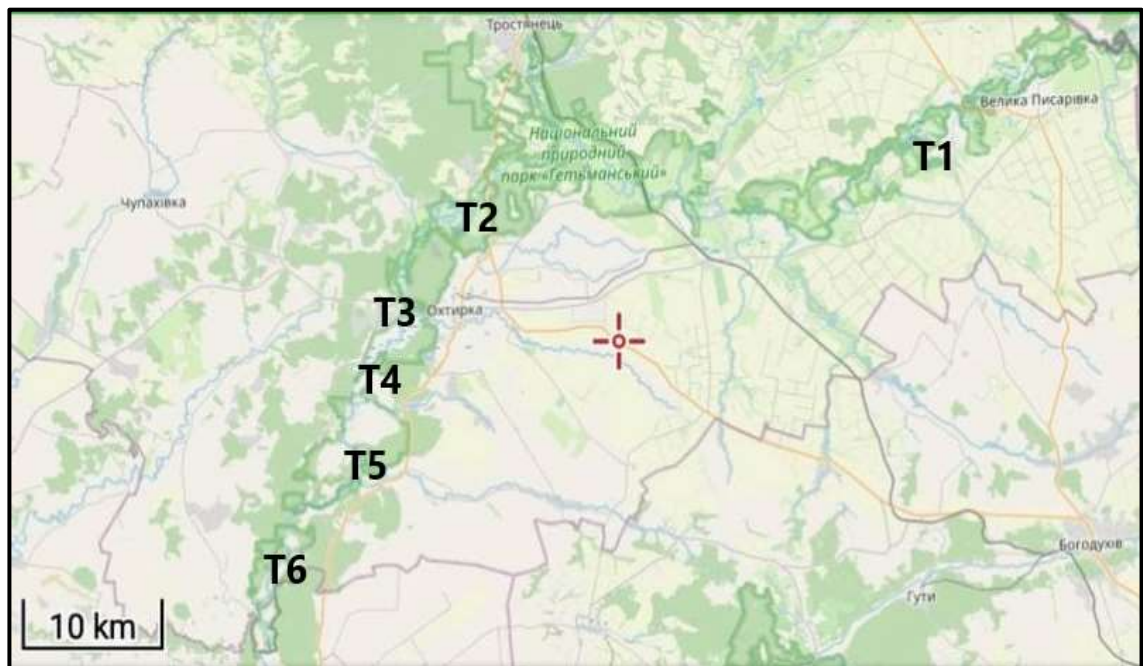 Тростянець
Велика Писарівка
Національний
природний
парк «Гетьманський»
T1
Чупахівка
T2
T3
Охтирка
T4
T5
Богодухів
T6
Гути
10 km